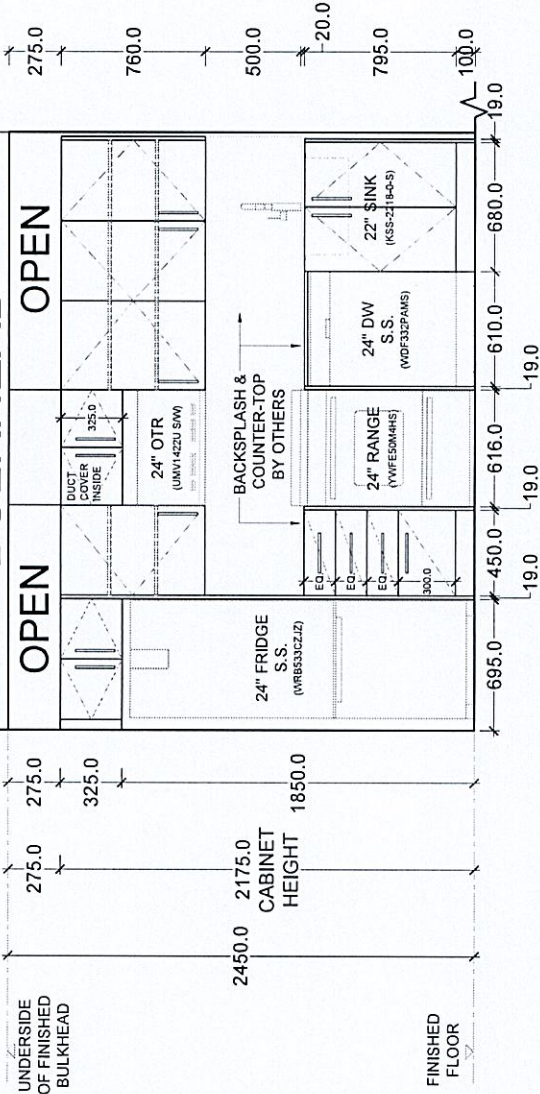 275.0
760.0
500.0
20.0
795.0
100.0
OPEN
OPEN
DUCT
COVER
INSIDE
325.0
24" OTR
(UMV1422U S/W)
BACKSPLASH &
COUNTER-TOP
BY OTHERS
24" FRIDGE
S.S.
(WRB533CZJZ)
EQ.
EQ.
EQ.
300.0
24" RANGE
(YWFE50M4HS)
24" DW
S.S.
(WDF332PAMS)
22" SINK
(KSS-2218-0-S)
695.0
19.0
450.0
19.0
616.0
19.0
610.0
680.0
19.0
275.0
325.0
1850.0
275.0
2175.0
CABINET
HEIGHT
2450.0
UNDERSIDE
OF FINISHED
BULKHEAD
FINISHED
FLOOR